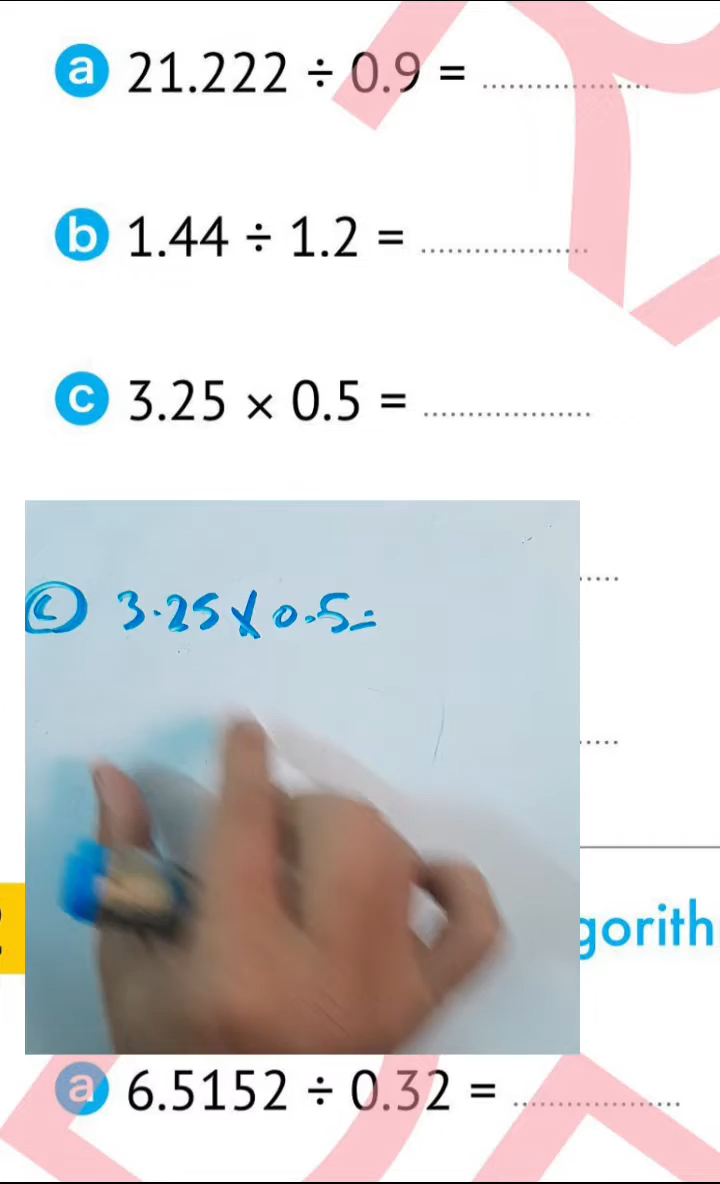 a 21.222 ÷ 0.9 = ...................
b 1.44 ÷ 1.2 = ...................
c 3.25 × 0.5 = ...................
c 3.25 × 0.5 =
.....
.....
gorith
a 6.5152 ÷ 0.32 = ...................